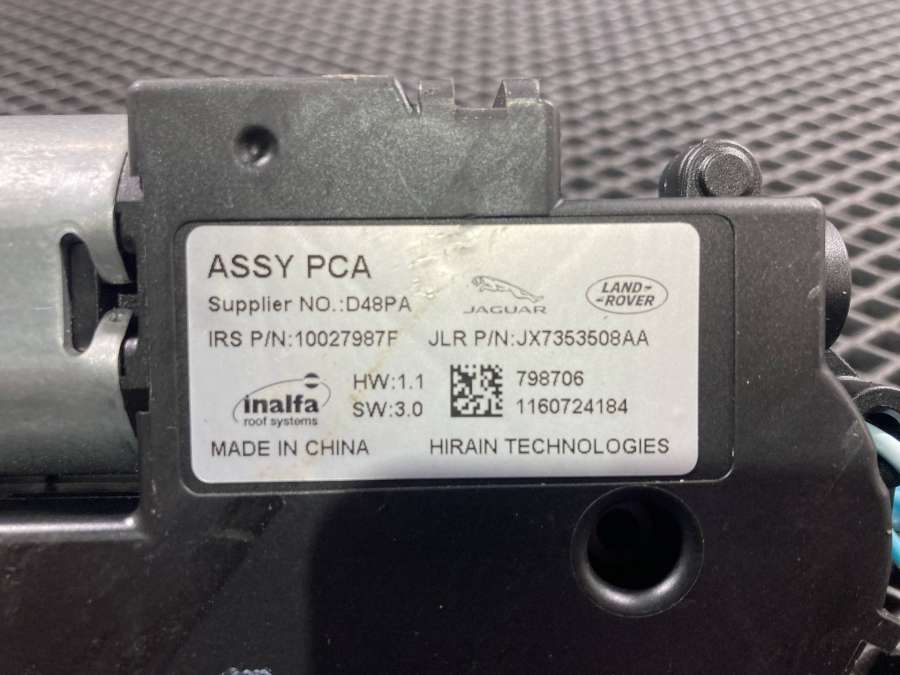 ASSY PCA
Supplier NO.:D48PA
JAGUAR
LAND-
-ROVER
IRS P/N:10027987F JLR P/N:JX7353508AA
inalfa
roof systems
HW:1.1
SW:3.0
798706
1160724184
MADE IN CHINA HIRAIN TECHNOLOGIES